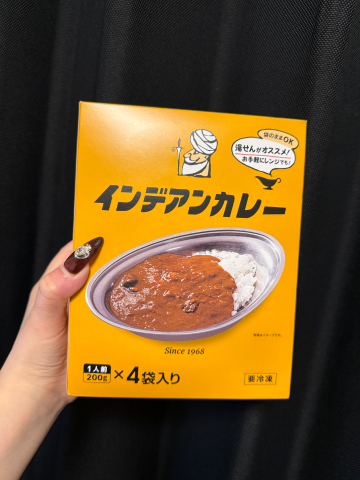 袋のままOK
湯せんがオススメ!
お手軽にレンジでも!
インデアンカレー
Since 1968
1人前
200g
×4袋入り
要冷凍